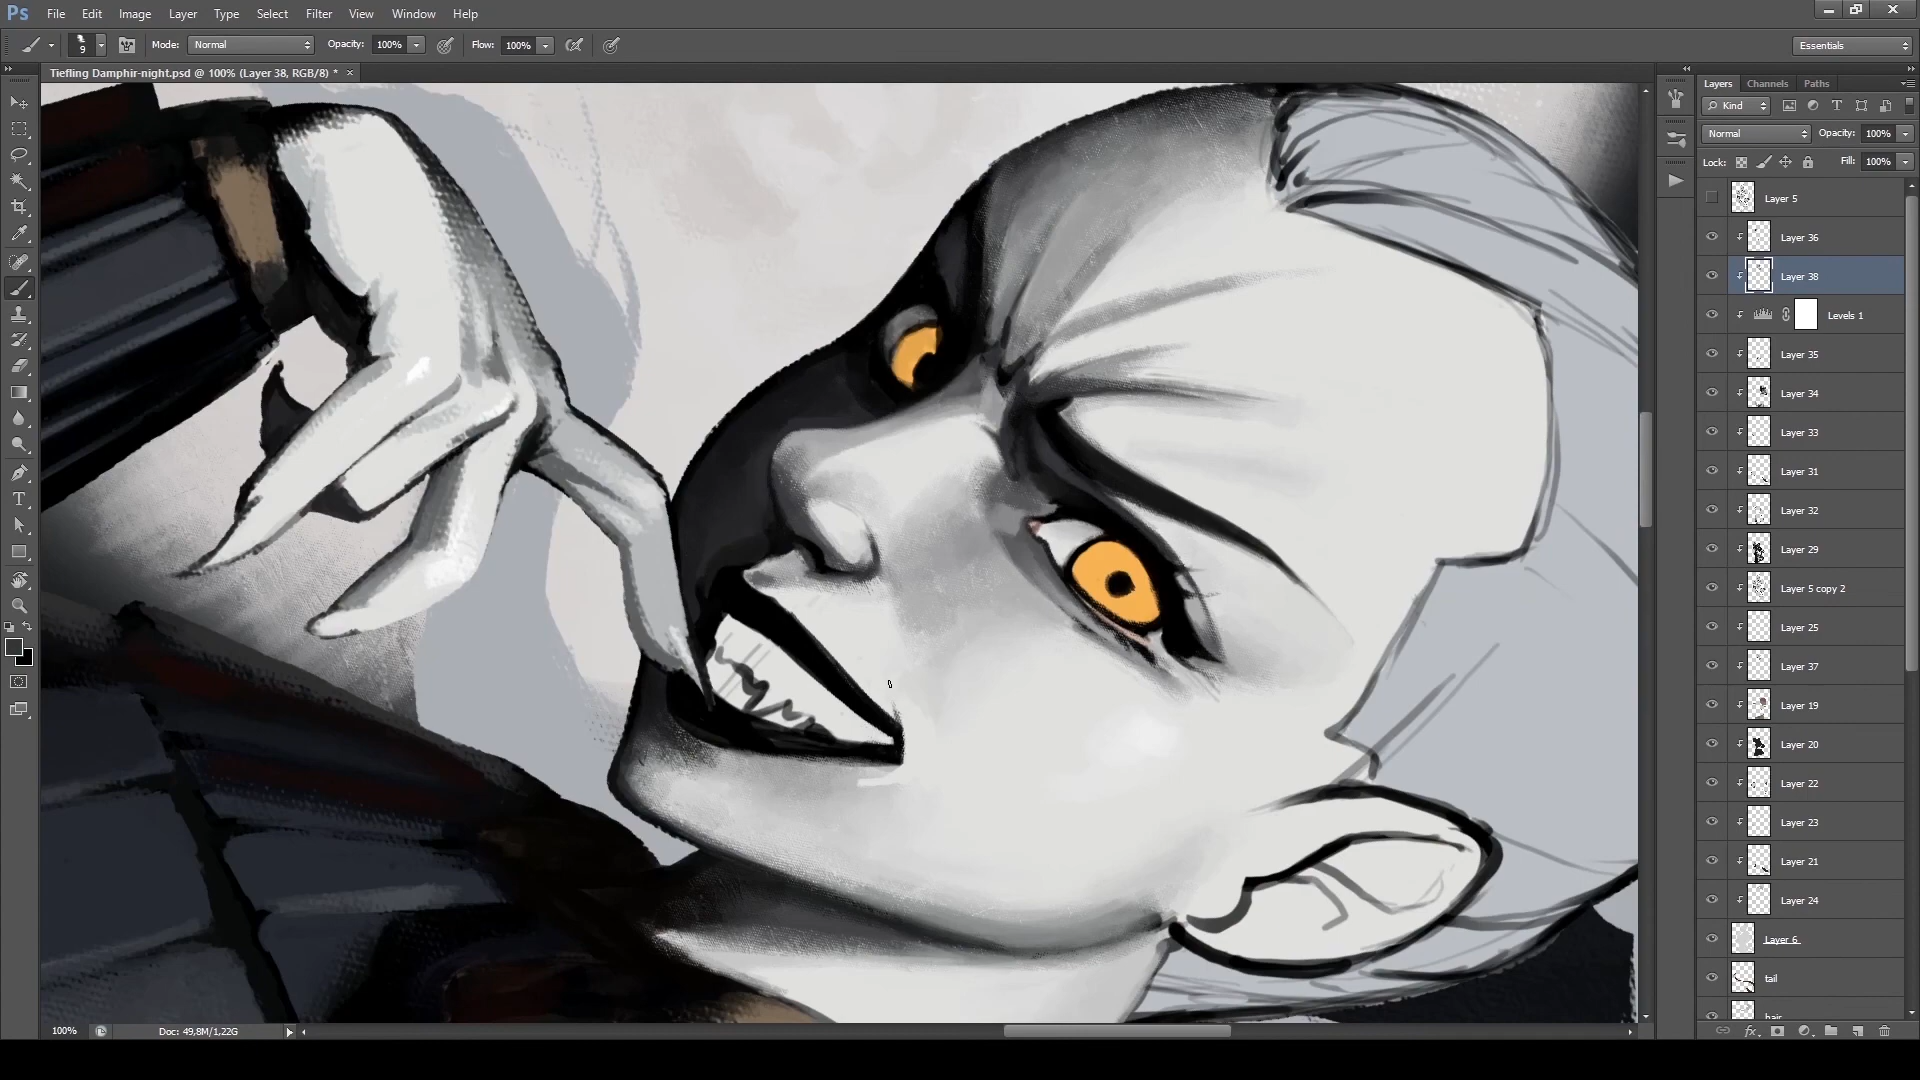 Ps File Edit Image Layer Type Select Filter View Window Help
9 Mode: Normal Opacity: 100% Flow: 100% Essentials
Tiefling Damphir-night.psd @ 100% (Layer 38, RGB/8) *
Layers Channels Paths
Kind
Normal Opacity: 100%
Lock: Fill: 100%
Layer 5
Layer 36
Layer 38
Levels 1
Layer 35
Layer 34
Layer 33
Layer 31
Layer 32
Layer 29
Layer 5 copy 2
Layer 25
Layer 37
Layer 19
Layer 20
Layer 22
Layer 23
Layer 21
Layer 24
Layer 6
tail
hair
100% Doc: 49,8M/1,22G